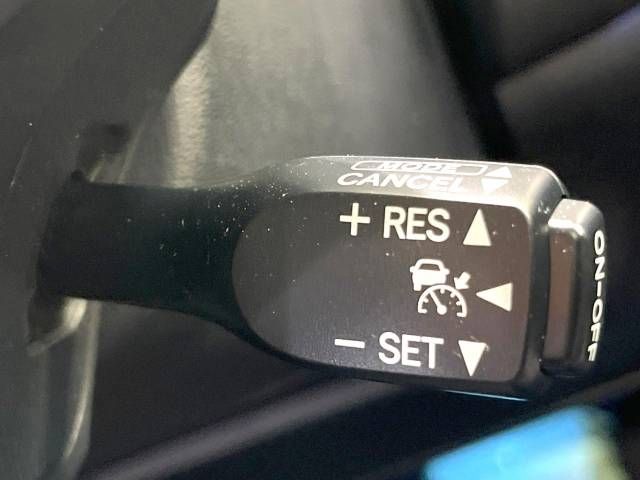 MODE
CANCEL
+ RES
− SET
ON-OFF